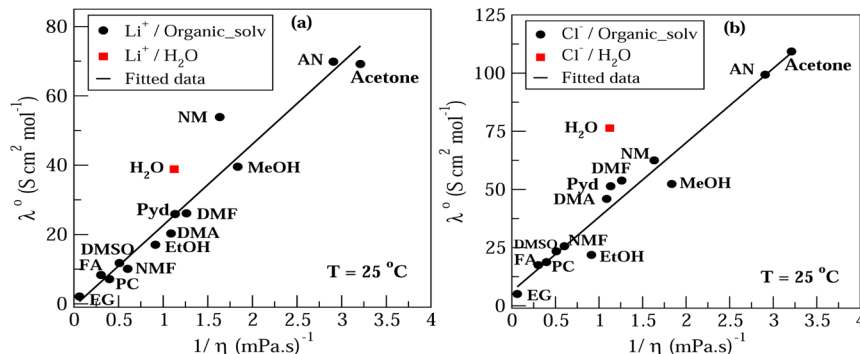 (a)
Li⁺ / Organic_solv
Li⁺ / H₂O
Fitted data
80
60
40
20
0
λ ° (S cm² mol⁻¹)
AN
Acetone
NM
H₂O
MeOH
Pyd
DMF
DMA
EtOH
DMSO
FA
NMF
PC
EG
T = 25 °C
0 0.5 1 1.5 2 2.5 3 3.5 4
1/ η (mPa.s)⁻¹
(b)
Cl⁻ / Organic_solv
Cl⁻ / H₂O
Fitted data
125
100
75
50
25
0
λ ° (S cm² mol⁻¹)
AN
Acetone
H₂O
NM
DMF
Pyd
MeOH
DMA
DMSO
NMF
EtOH
FA
PC
EG
T = 25 °C
0 0.5 1 1.5 2 2.5 3 3.5 4
1/ η (mPa.s)⁻¹